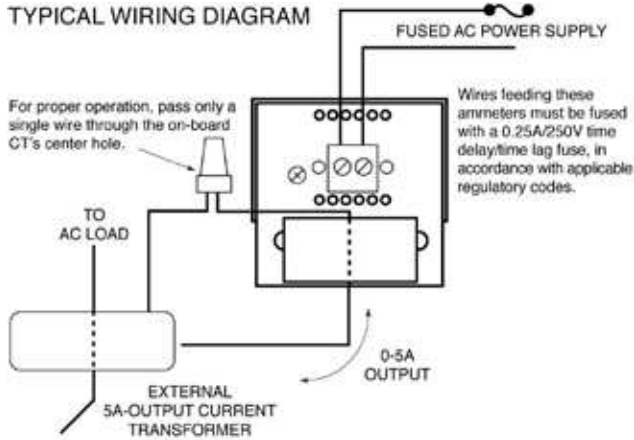 TYPICAL WIRING DIAGRAM
FUSED AC POWER SUPPLY
For proper operation, pass only a
single wire through the on-board
CT's center hole.
Wires feeding these
ammeters must be fused
with a 0.25A/250V time
delay/time lag fuse, in
accordance with applicable
regulatory codes.
TO
AC LOAD
0-5A
OUTPUT
EXTERNAL
5A-OUTPUT CURRENT
TRANSFORMER